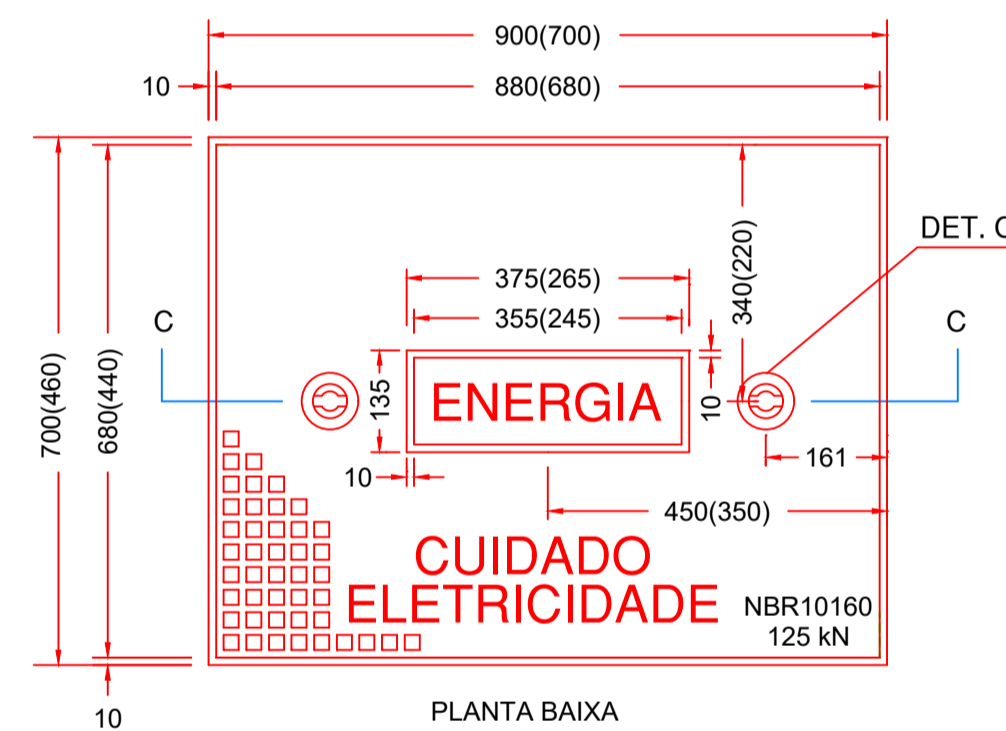 900(700)
10
880(680)
DET. C
340(220)
375(265)
355(245)
C
C
700(460)
680(440)
135
ENERGIA
10
161
10
450(350)
CUIDADO
ELETRICIDADE
NBR10160
125 kN
10
PLANTA BAIXA